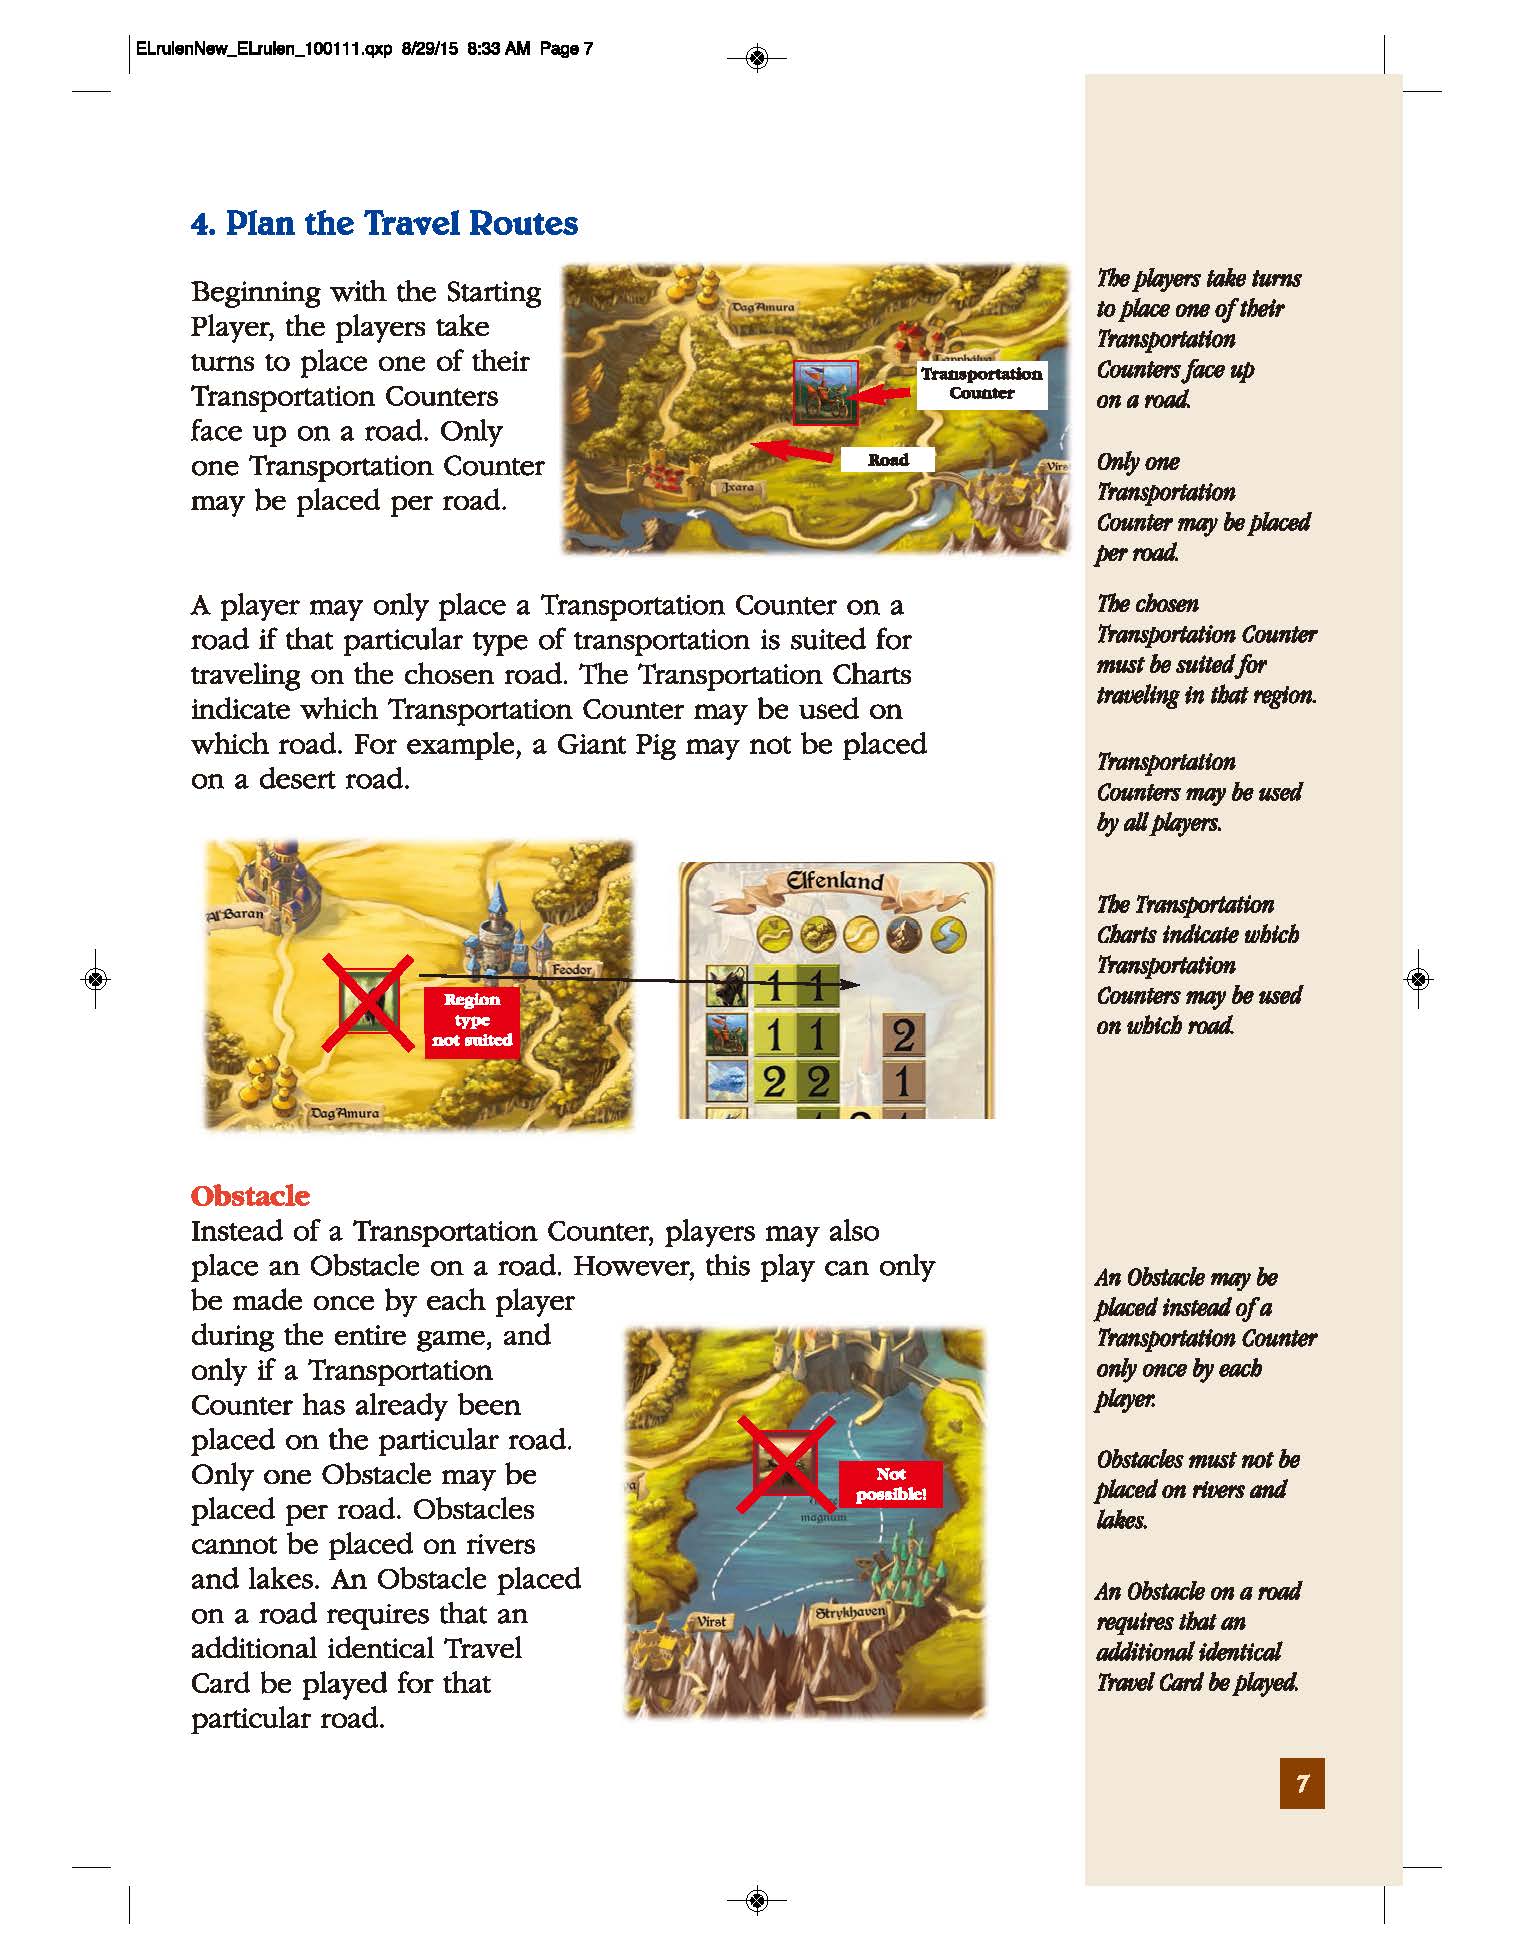 ELrulenNew_ELrulen_100111.qxp 8/29/15 8:33 AM Page 7
4. Plan the Travel Routes
Beginning with the Starting
Player, the players take
turns to place one of their
Transportation Counters
face up on a road. Only
one Transportation Counter
may be placed per road.
DagAmura
Lapphalya
Transportation
Counter
Road
Jxara
Virst
A player may only place a Transportation Counter on a
road if that particular type of transportation is suited for
traveling on the chosen road. The Transportation Charts
indicate which Transportation Counter may be used on
which road. For example, a Giant Pig may not be placed
on a desert road.
Al'Baran
Feodor
Region
type
not suited
DagAmura
Elfenland
1 1
1 1 2
2 2 1
Obstacle
Instead of a Transportation Counter, players may also
place an Obstacle on a road. However, this play can only
be made once by each player
during the entire game, and
only if a Transportation
Counter has already been
placed on the particular road.
Only one Obstacle may be
placed per road. Obstacles
cannot be placed on rivers
and lakes. An Obstacle placed
on a road requires that an
additional identical Travel
Card be played for that
particular road.
Not
possible!
magnum
Virst
Strykhaven
The players take turns
to place one of their
Transportation
Counters face up
on a road.
Only one
Transportation
Counter may be placed
per road.
The chosen
Transportation Counter
must be suited for
traveling in that region.
Transportation
Counters may be used
by all players.
The Transportation
Charts indicate which
Transportation
Counters may be used
on which road.
An Obstacle may be
placed instead of a
Transportation Counter
only once by each
player.
Obstacles must not be
placed on rivers and
lakes.
An Obstacle on a road
requires that an
additional identical
Travel Card be played.
7